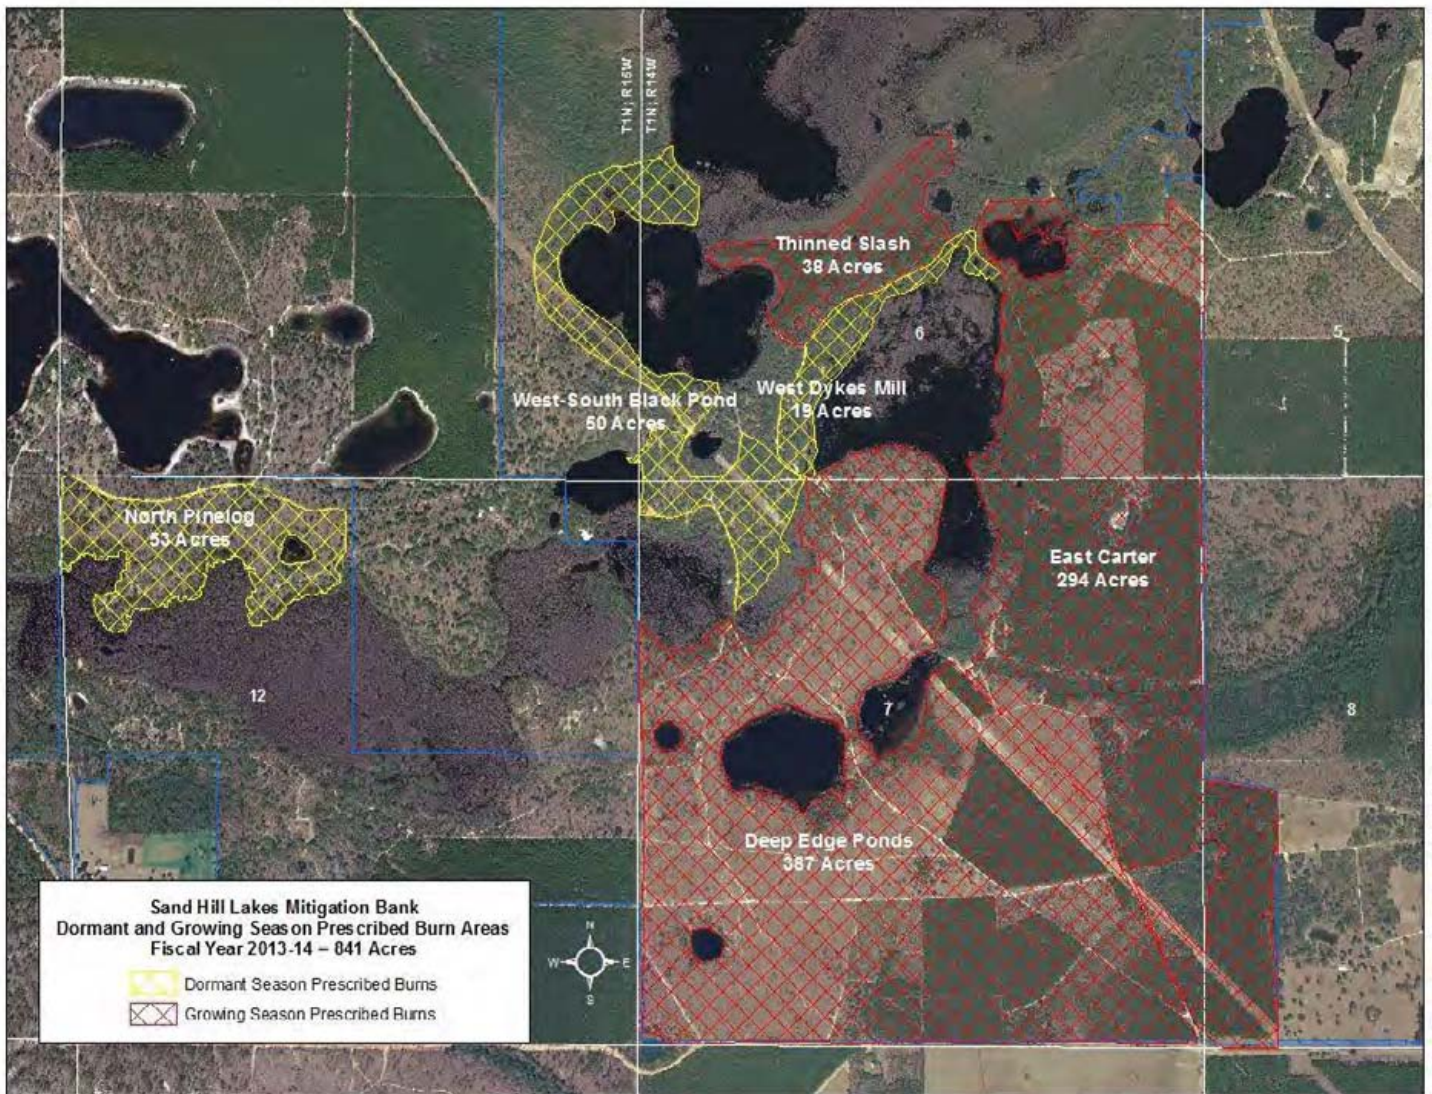 T1N; R15W
T1N; R14W
Thinned Slash
38 Acres
1
6
5
West Dykes Mill
19 Acres
West-South Black Pond
50 Acres
North Pinelog
53 Acres
East Carter
294 Acres
12
7
8
Deep Edge Ponds
387 Acres
Sand Hill Lakes Mitigation Bank
Dormant and Growing Season Prescribed Burn Areas
Fiscal Year 2013-14 – 841 Acres
Dormant Season Prescribed Burns
Growing Season Prescribed Burns
N
W E
S